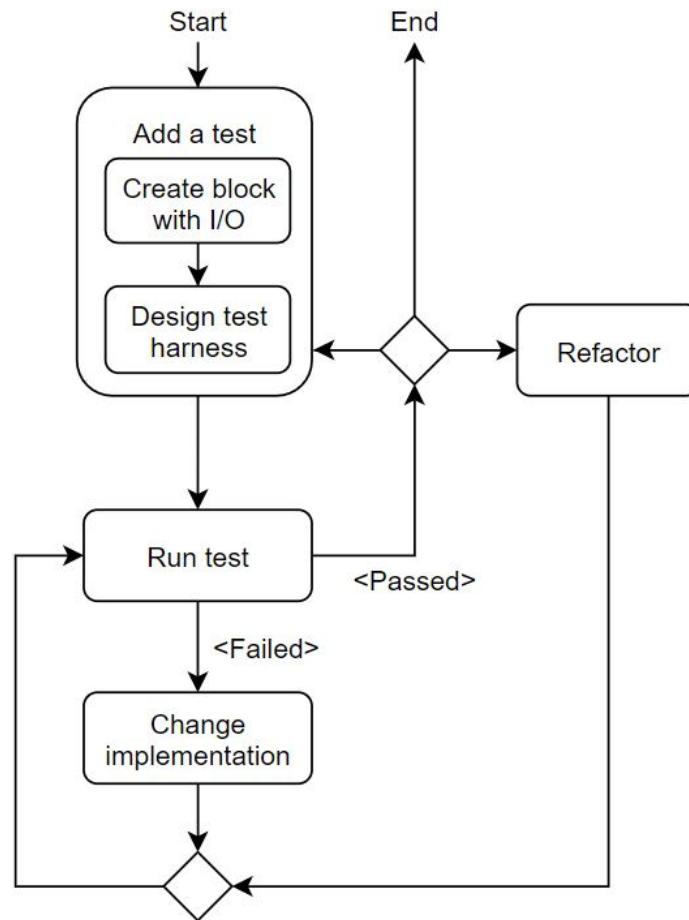 Start
End
Add a test
Create block
with I/O
Design test
harness
Refactor
Run test
<Passed>
<Failed>
Change
implementation